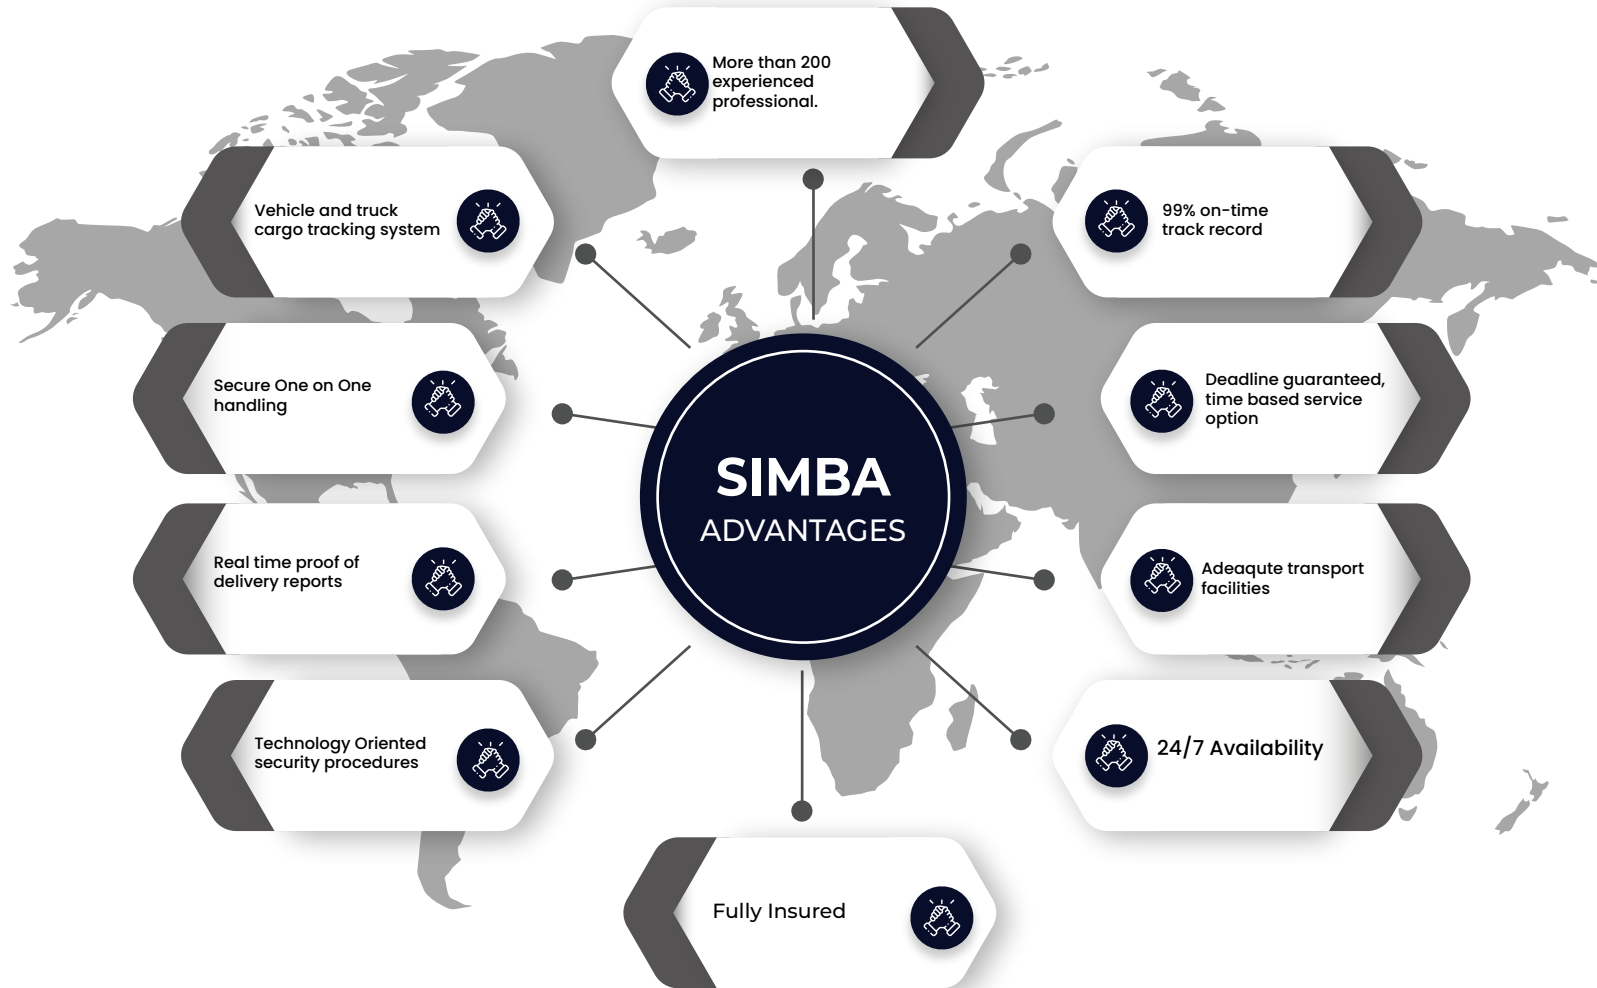 More than 200
experienced
professional.
Vehicle and truck
cargo tracking system
99% on-time
track record
Secure One on One
handling
Deadline guaranteed,
time based service
option
SIMBA
ADVANTAGES
Real time proof of
delivery reports
Adeaqute transport
facilities
Technology Oriented
security procedures
24/7 Availability
Fully Insured